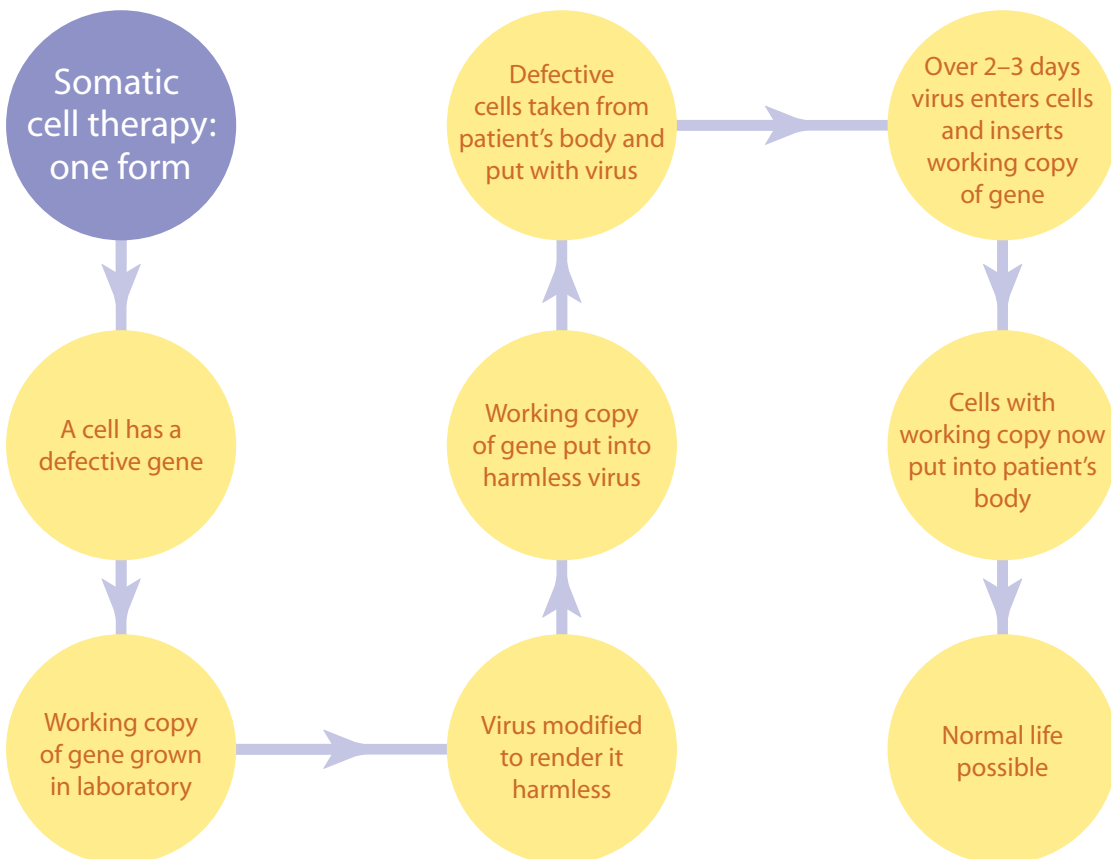 Somatic
cell therapy:
one form
A cell has a
defective gene
Working copy
of gene grown
in laboratory
Virus modified
to render it
harmless
Working copy
of gene put into
harmless virus
Defective
cells taken from
patient’s body and
put with virus
Over 2–3 days
virus enters cells
and inserts
working copy
of gene
Cells with
working copy now
put into patient’s
body
Normal life
possible